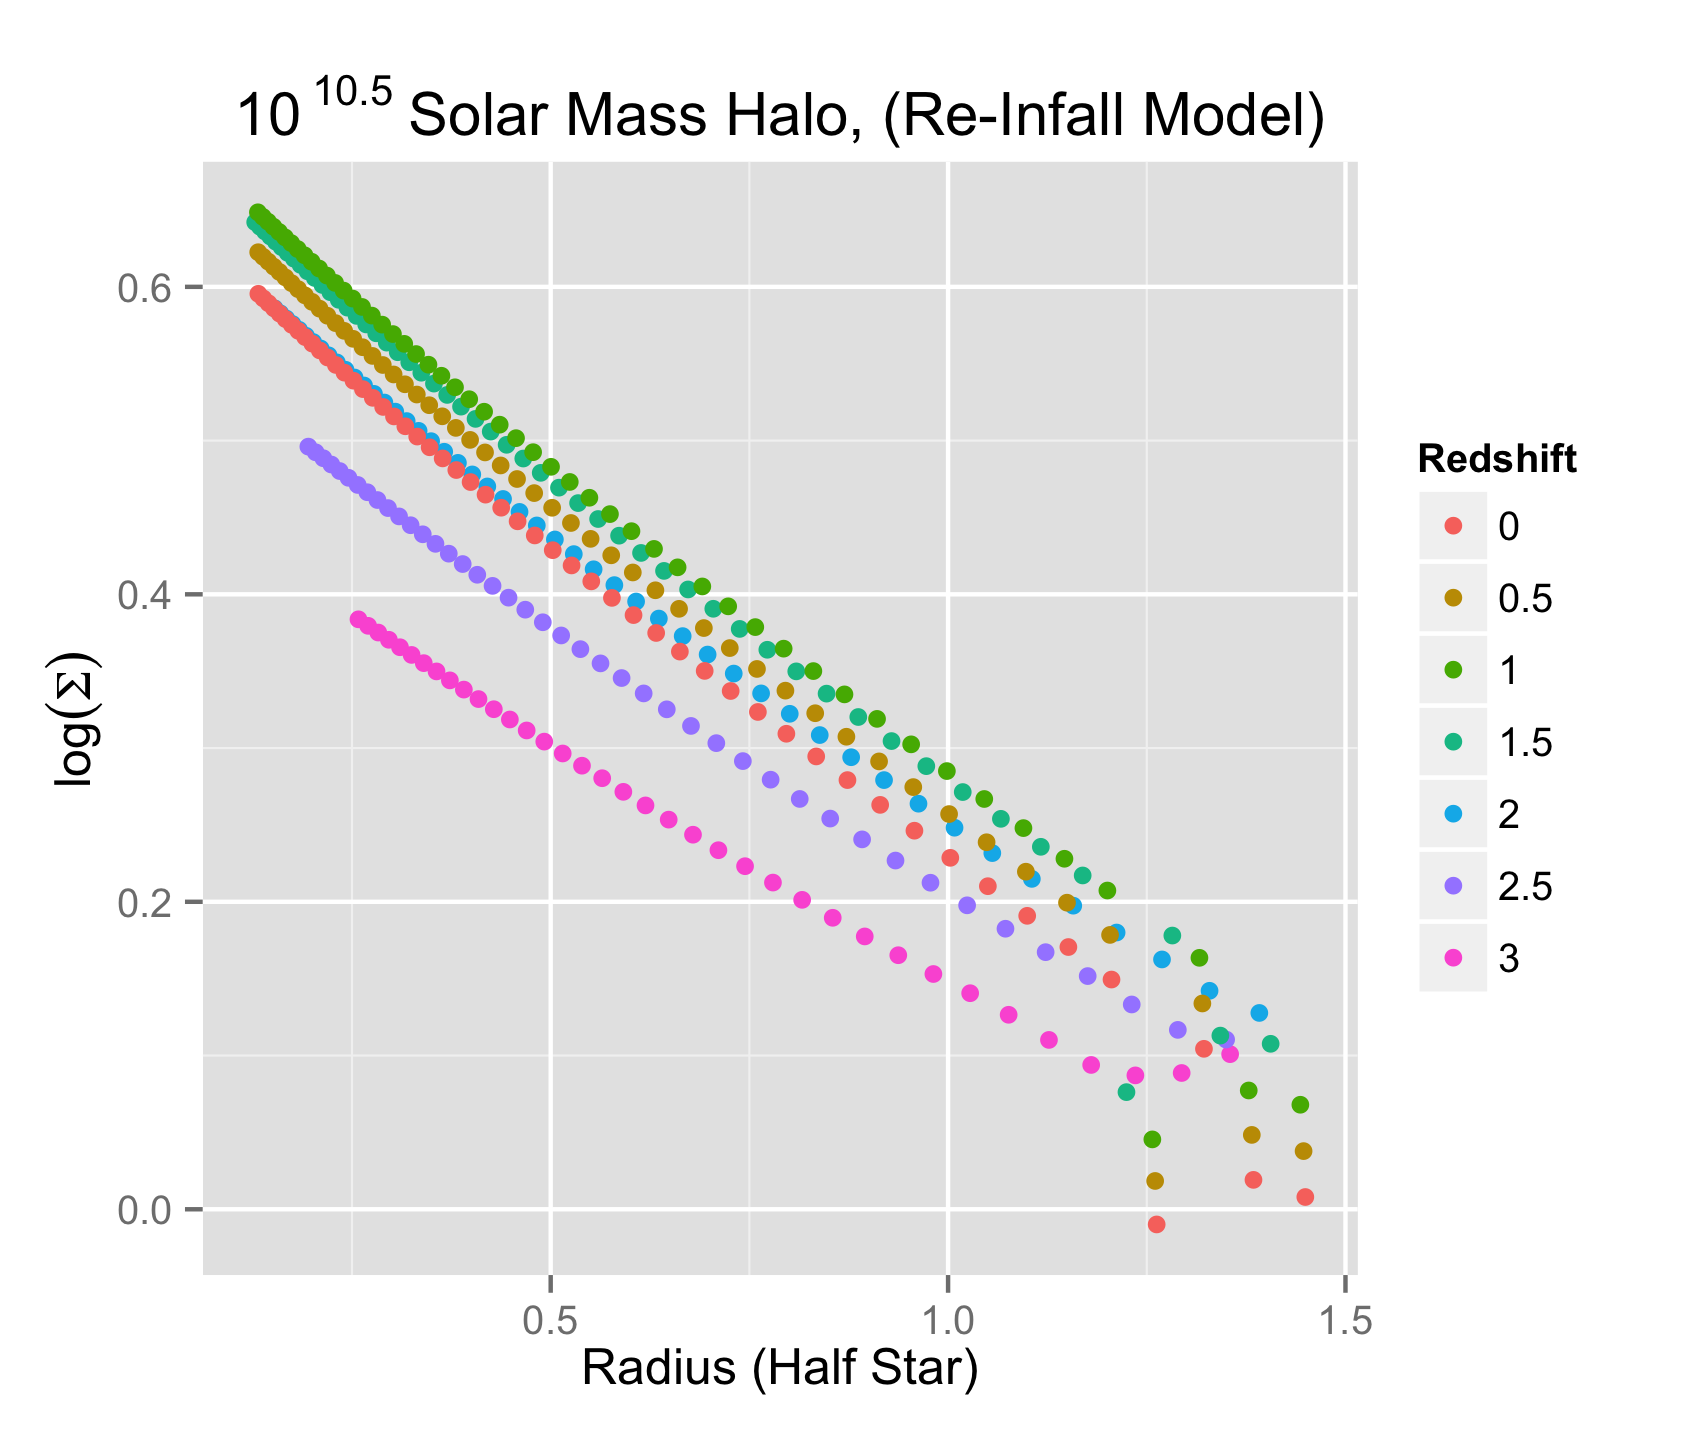 10 10.5 Solar Mass Halo, (Re-Infall Model)
log(Σ)
0.6
0.4
0.2
0.0
0.5 1.0 1.5
Radius (Half Star)
Redshift
0
0.5
1
1.5
2
2.5
3